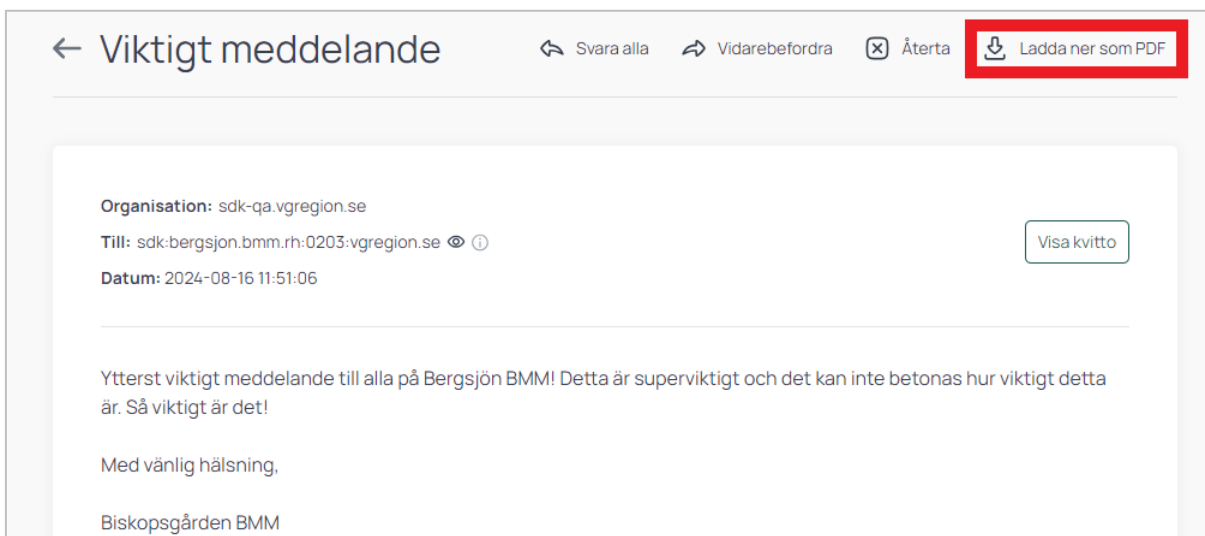 Viktigt meddelande
Svara alla
Vidarebefordra
Återta
Ladda ner som PDF
Organisation: sdk-qa.vgregion.se
Till: sdk:bergsjon.bmm.rh:0203:vgregion.se
Visa kvitto
Datum: 2024-08-16 11:51:06
Ytterst viktigt meddelande till alla på Bergsjön BMM! Detta är superviktigt och det kan inte betonas hur viktigt detta
är. Så viktigt är det!
Med vänlig hälsning,
Biskopsgården BMM